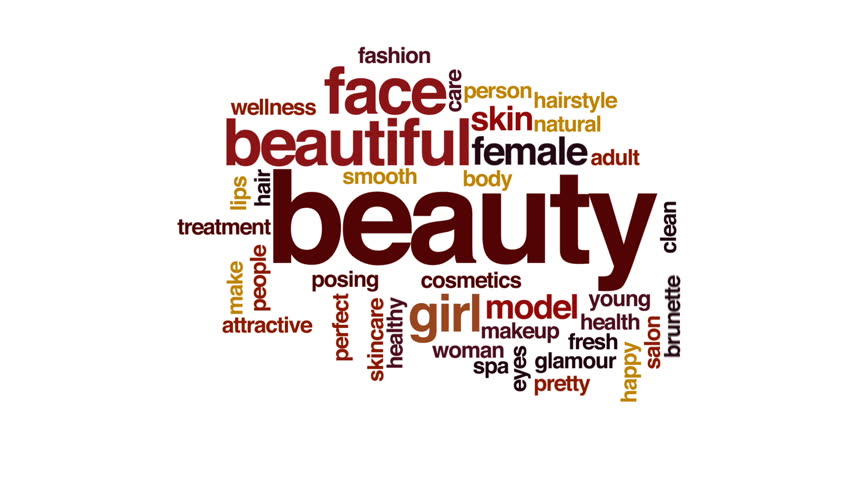 fashion
face
care
person
hairstyle
wellness
skin
natural
beautiful
female
adult
smooth
body
lips
hair
beauty
treatment
clean
make
people
posing
cosmetics
attractive
perfect
skincare
healthy
girl
model
young
makeup
health
brunette
woman
fresh
salon
spa
eyes
glamour
happy
pretty